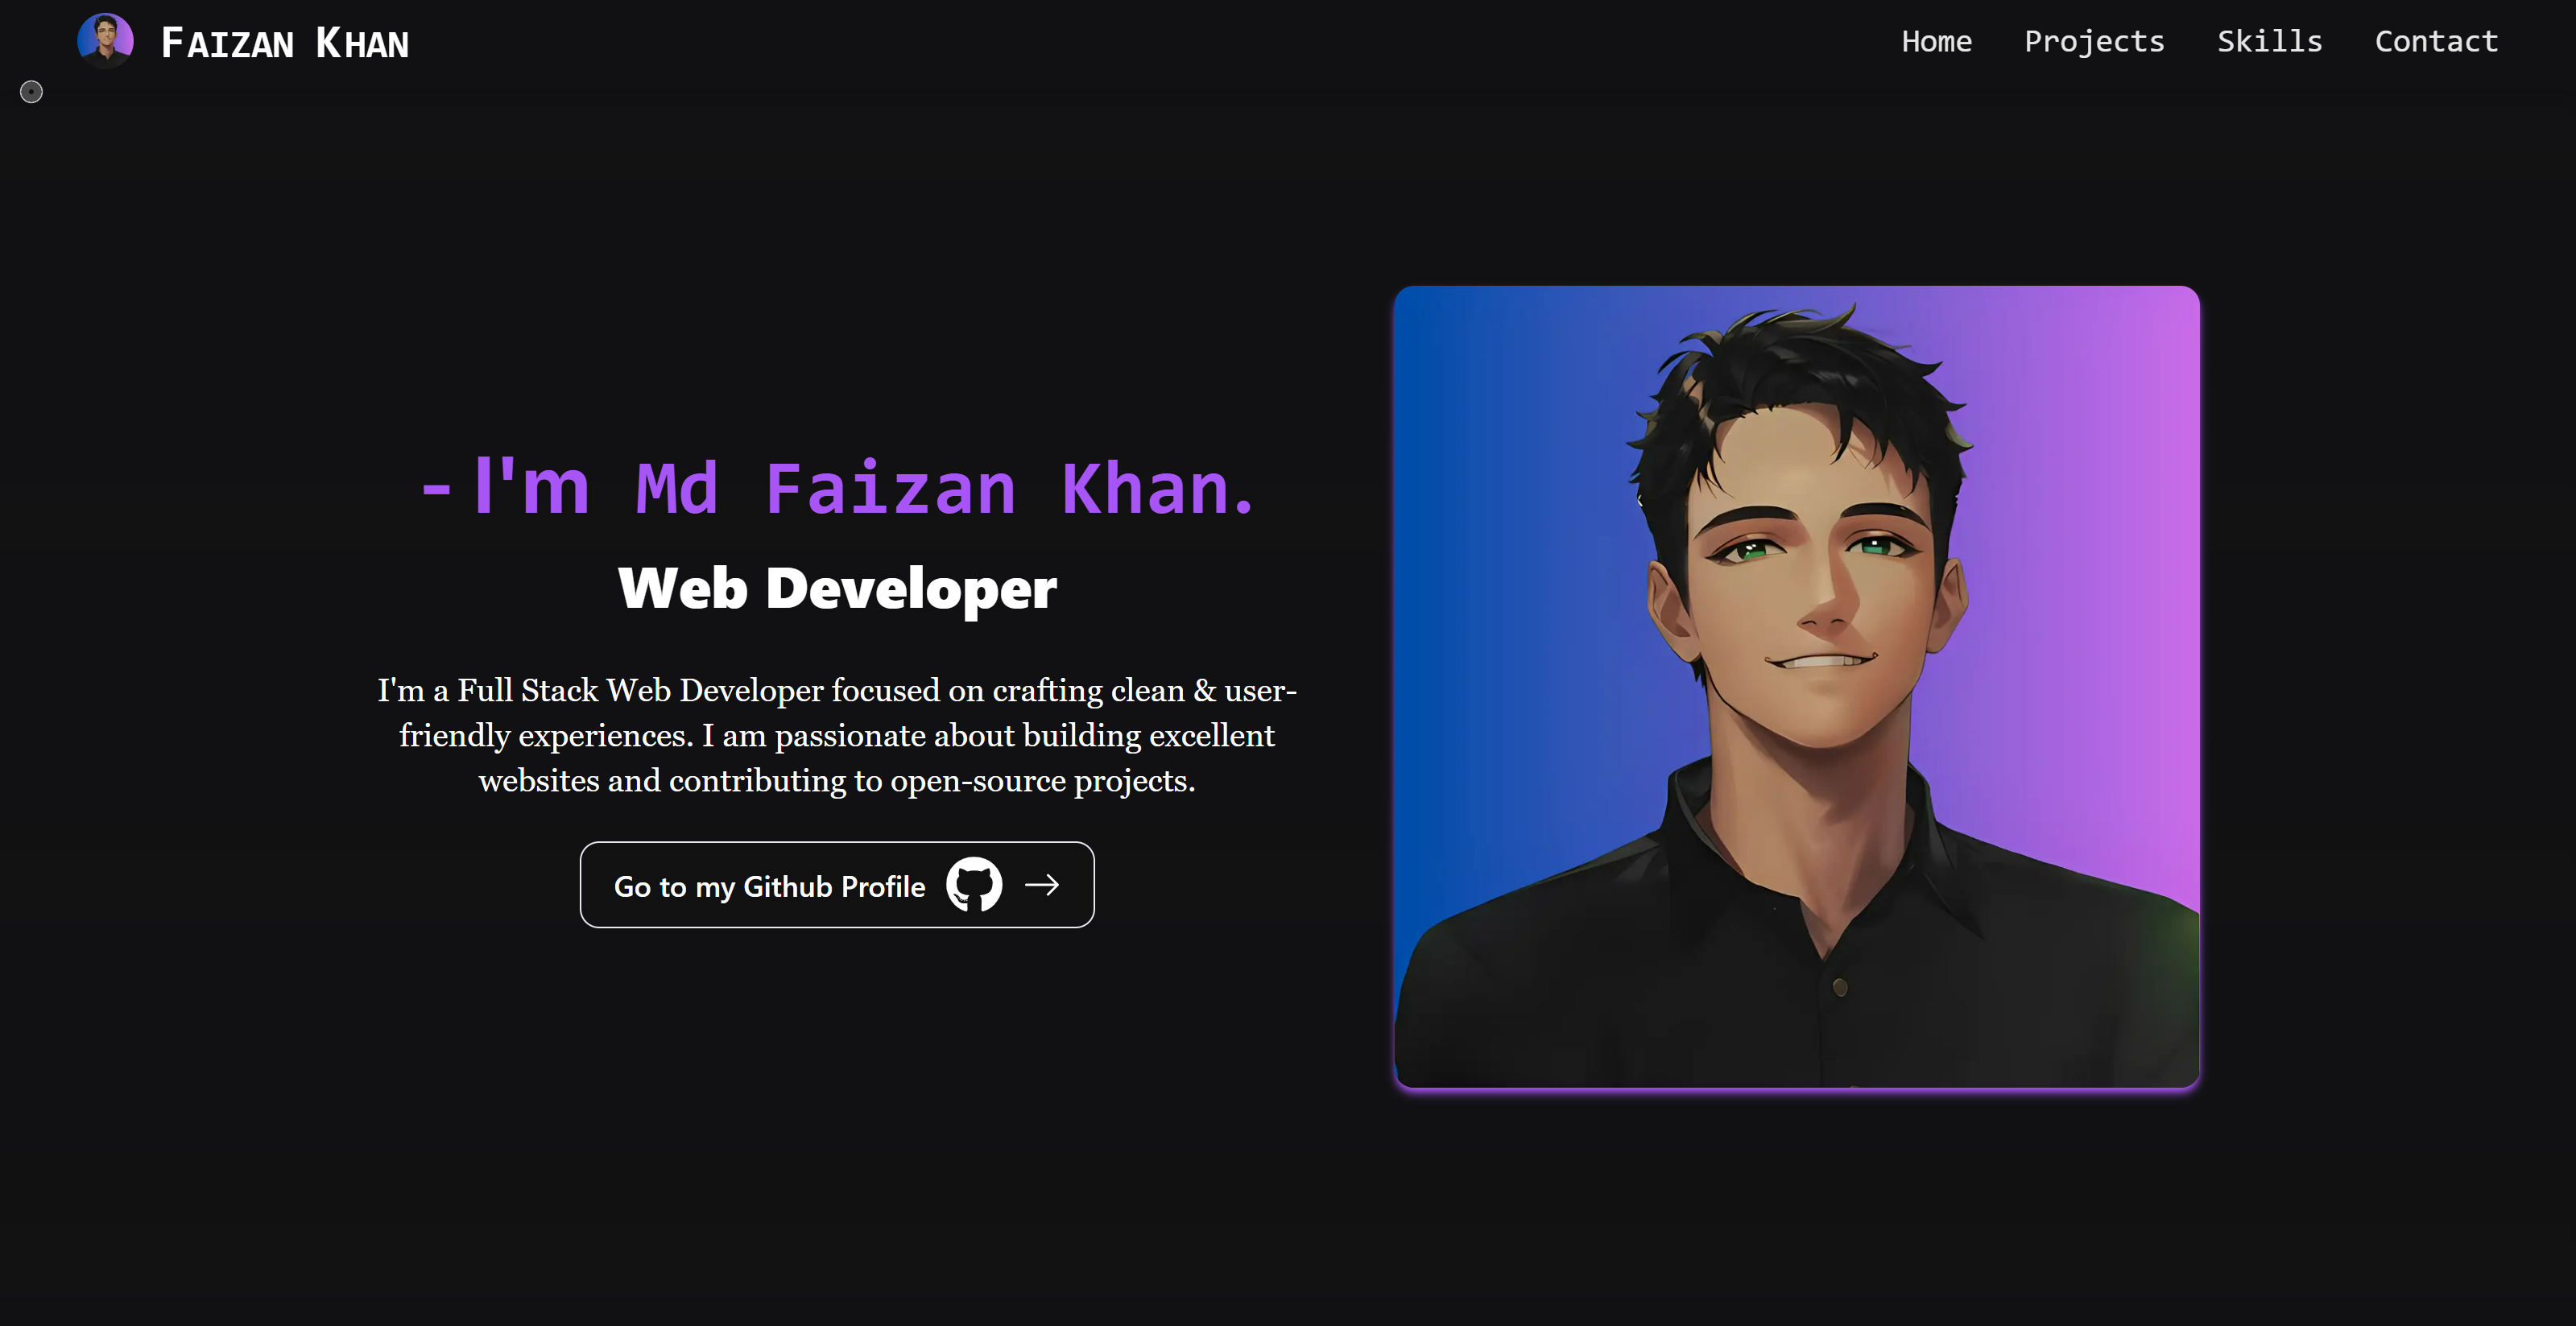 Faizan Khan
Home Projects Skills Contact
- I'm Md Faizan Khan.
Web Developer
I'm a Full Stack Web Developer focused on crafting clean & user-
friendly experiences. I am passionate about building excellent
websites and contributing to open-source projects.
Go to my Github Profile